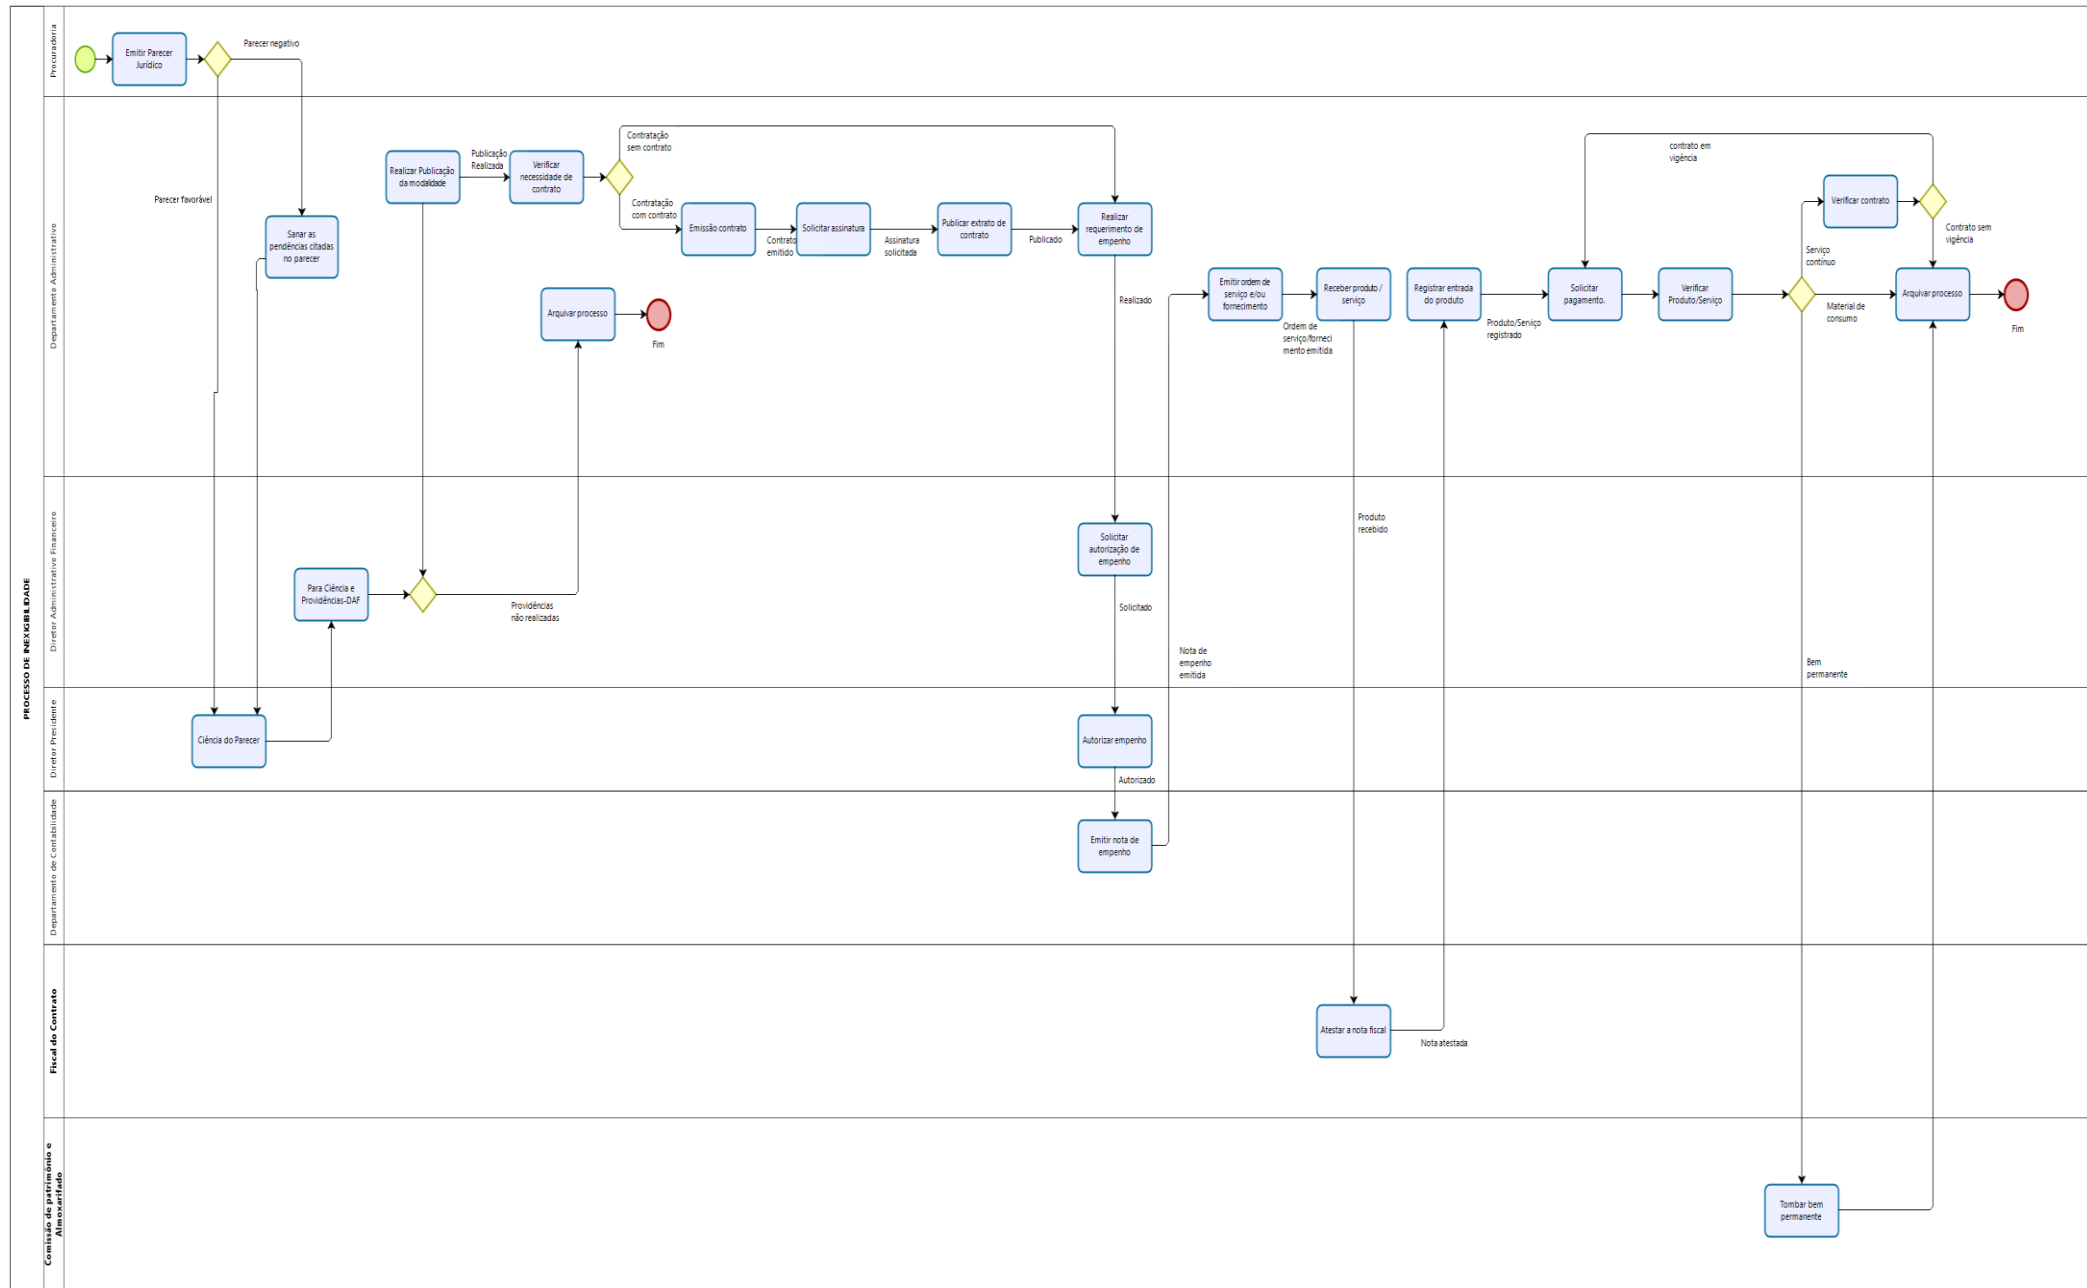 PROCESSO DE INEXIGIBILIDADE
Procuradoria
Emitir Parecer
Jurídico
Parecer negativo
Parecer favorável
Departamento Administrativo
Sanar as
pendências citadas
no parecer
Realizar Publicação
da modalidade
Publicação
Realizada
Verificar
necessidade de
contrato
Contratação
sem contrato
Contratação
com contrato
Emissão contrato
Contrato
emitido
Solicitar assinatura
Assinatura
solicitada
Publicar extrato de
contrato
Publicado
Realizar
requerimento de
empenho
Realizado
Arquivar processo
Fim
Emitir ordem de
serviço e/ou
fornecimento
Ordem de
serviço/forneci
mento emitida
Receber produto /
serviço
Registrar entrada
do produto
Produto/Serviço
registrado
Solicitar
pagamento.
Verificar
Produto/Serviço
contrato em
vigência
Verificar contrato
Serviço
contínuo
Contrato sem
vigência
Material de
consumo
Arquivar processo
Fim
Diretor Administrativo Financeiro
Para Ciência e
Providências-DAF
Providências
não realizadas
Solicitar
autorização de
empenho
Solicitado
Nota de
empenho
emitida
Produto
recebido
Bem
permanente
Diretor Presidente
Ciência do Parecer
Autorizar empenho
Autorizado
Departamento de Contabilidade
Emitir nota de
empenho
Fiscal do Contrato
Atestar a nota fiscal
Nota atestada
Comissão de patrimônio e
Almoxarifado
Tombar bem
permanente